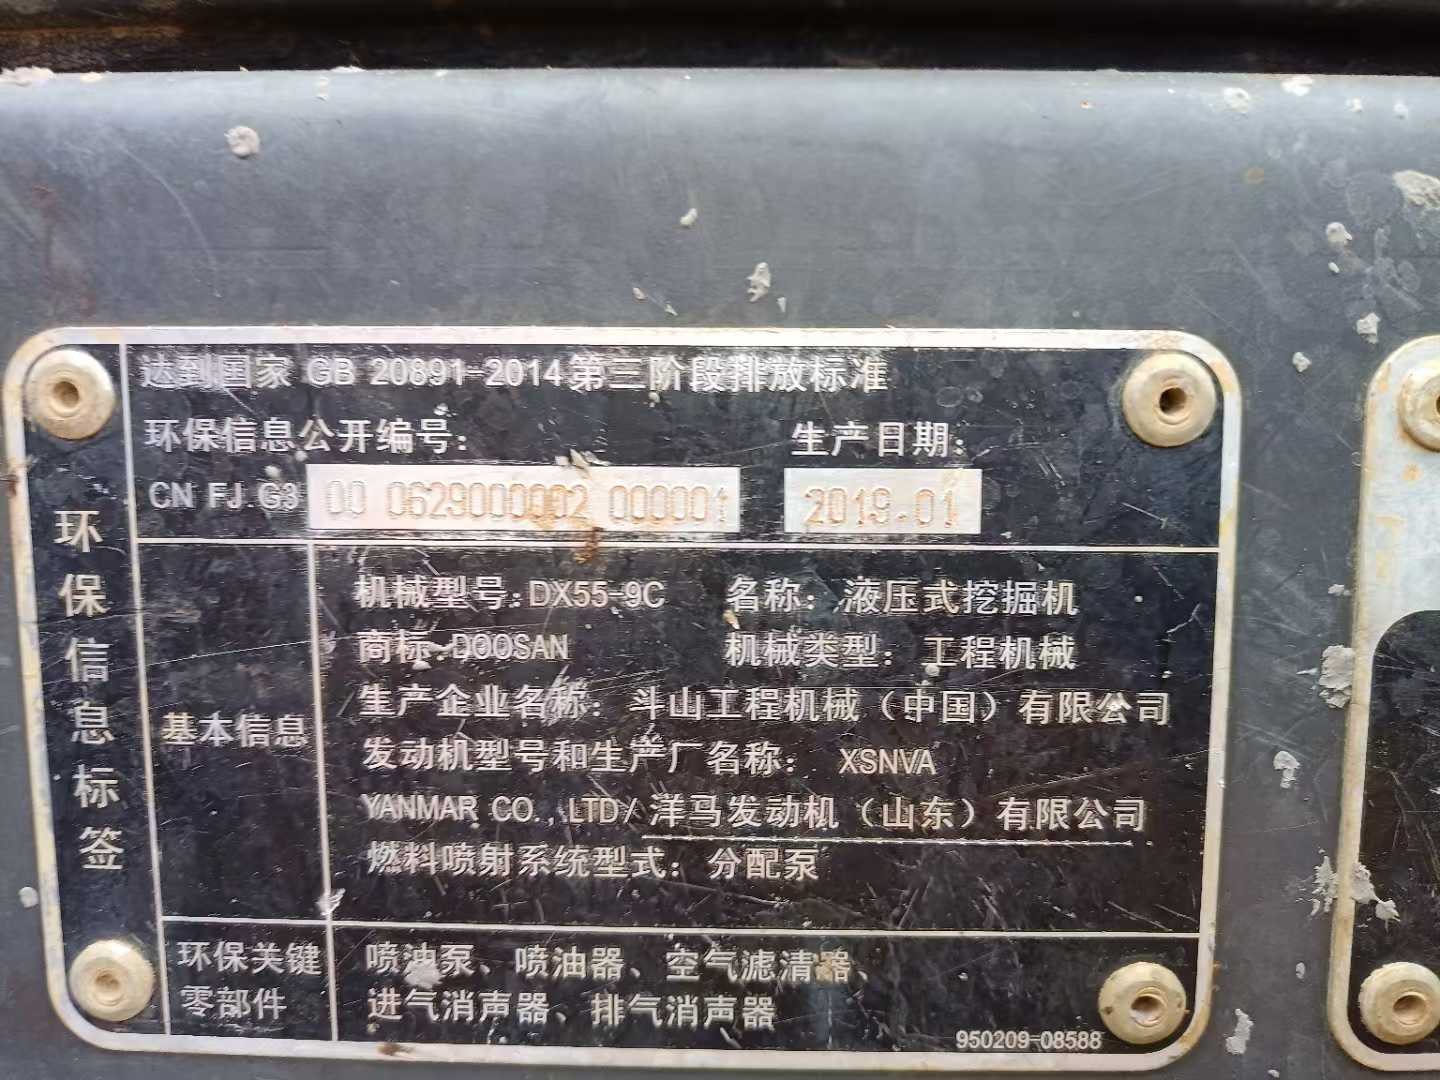 环保信息标签
达到国家 GB 20891-2014第三阶段排放标准
环保信息公开编号:
生产日期:
CN FJ G3 00 0629000002 000001
2019.01
基本信息
机械型号:DX55-9C 名称:液压式挖掘机
商标:DOOSAN 机械类型:工程机械
生产企业名称:斗山工程机械(中国)有限公司
发动机型号和生产厂名称: XSNVA
YANMAR CO.,LTD/洋马发动机(山东)有限公司
燃料喷射系统型式:分配泵
环保关键
零部件
喷油泵、喷油器、空气滤清器、
进气消声器、排气消声器
950209-08588